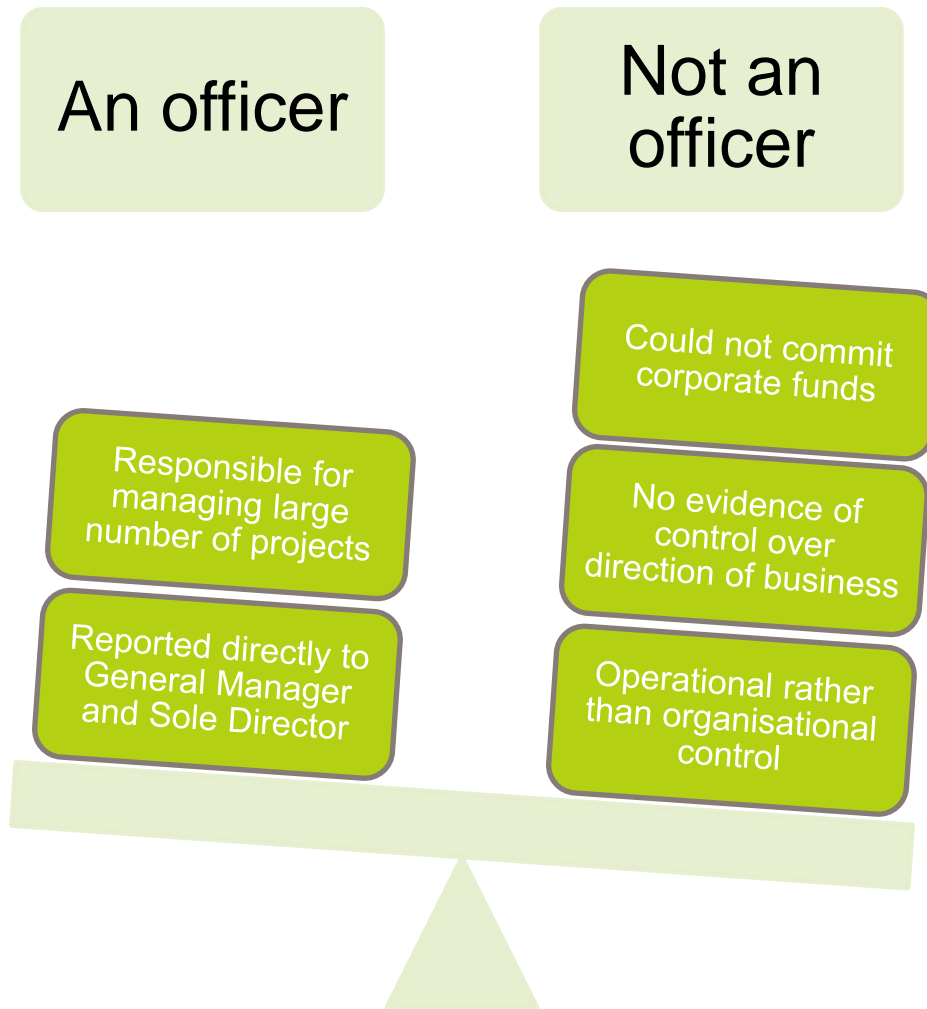 An officer
Not an
officer
Could not commit
corporate funds
Responsible for
managing large
number of projects
No evidence of
control over
direction of business
Reported directly to
General Manager
and Sole Director
Operational rather
than organisational
control